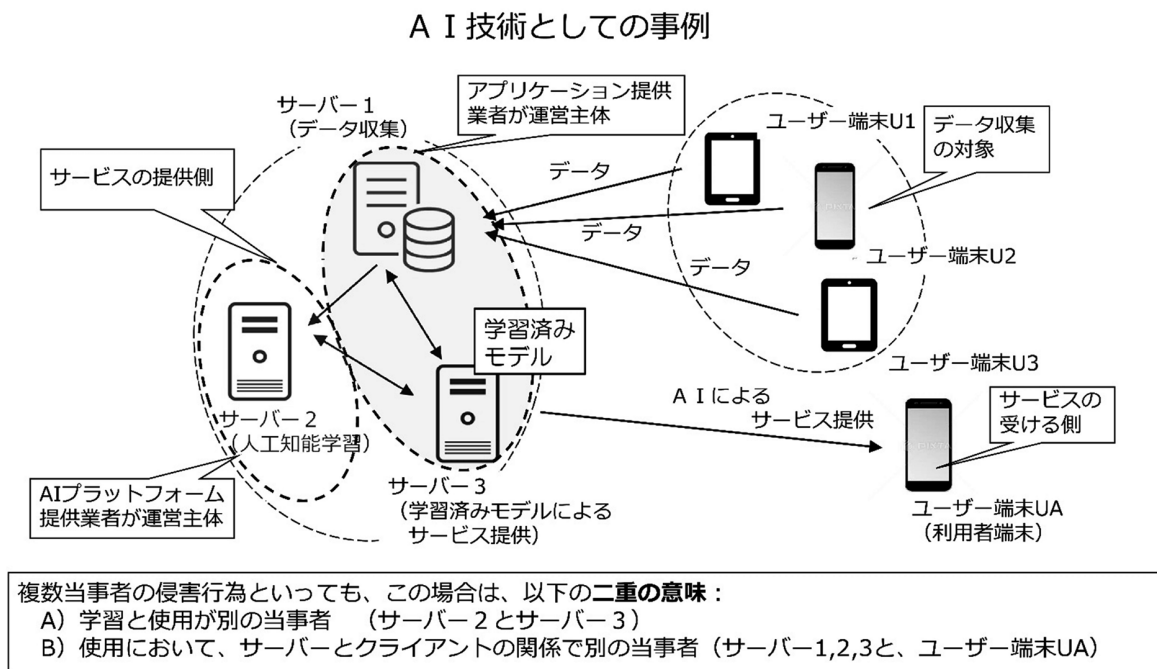 ＡＩ技術としての事例
サーバー１
（データ収集）
アプリケーション提供
業者が運営主体
サービスの提供側
ユーザー端末U1
データ収集
の対象
データ
データ
データ
ユーザー端末U2
ユーザー端末U3
学習済み
モデル
サーバー２
（人工知能学習）
AIプラットフォーム
提供業者が運営主体
サーバー３
（学習済みモデルによる
サービス提供）
ＡＩによる
サービス提供
サービスの
受ける側
ユーザー端末UA
（利用者端末）
複数当事者の侵害行為といっても、この場合は、以下の二重の意味：
A）学習と使用が別の当事者　（サーバー２とサーバー３）
B）使用において、サーバーとクライアントの関係で別の当事者（サーバー1,2,3と、ユーザー端末UA）